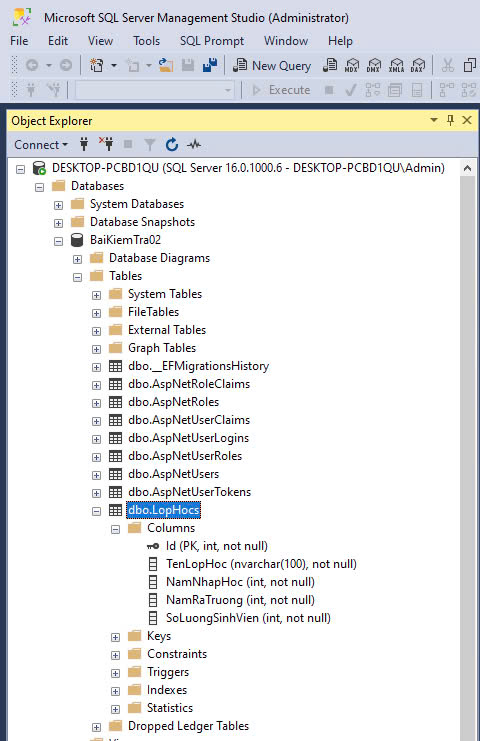 Microsoft SQL Server Management Studio (Administrator)
File Edit View Tools SQL Prompt Window Help
New Query MDX DMX XMLA DAX
Execute
Object Explorer
Connect
DESKTOP-PCBD1QU (SQL Server 16.0.1000.6 - DESKTOP-PCBD1QU\Admin)
Databases
System Databases
Database Snapshots
BaiKiemTra02
Database Diagrams
Tables
System Tables
FileTables
External Tables
Graph Tables
dbo.__EFMigrationsHistory
dbo.AspNetRoleClaims
dbo.AspNetRoles
dbo.AspNetUserClaims
dbo.AspNetUserLogins
dbo.AspNetUserRoles
dbo.AspNetUsers
dbo.AspNetUserTokens
dbo.LopHocs
Columns
Id (PK, int, not null)
TenLopHoc (nvarchar(100), not null)
NamNhapHoc (int, not null)
NamRaTruong (int, not null)
SoLuongSinhVien (int, not null)
Keys
Constraints
Triggers
Indexes
Statistics
Dropped Ledger Tables